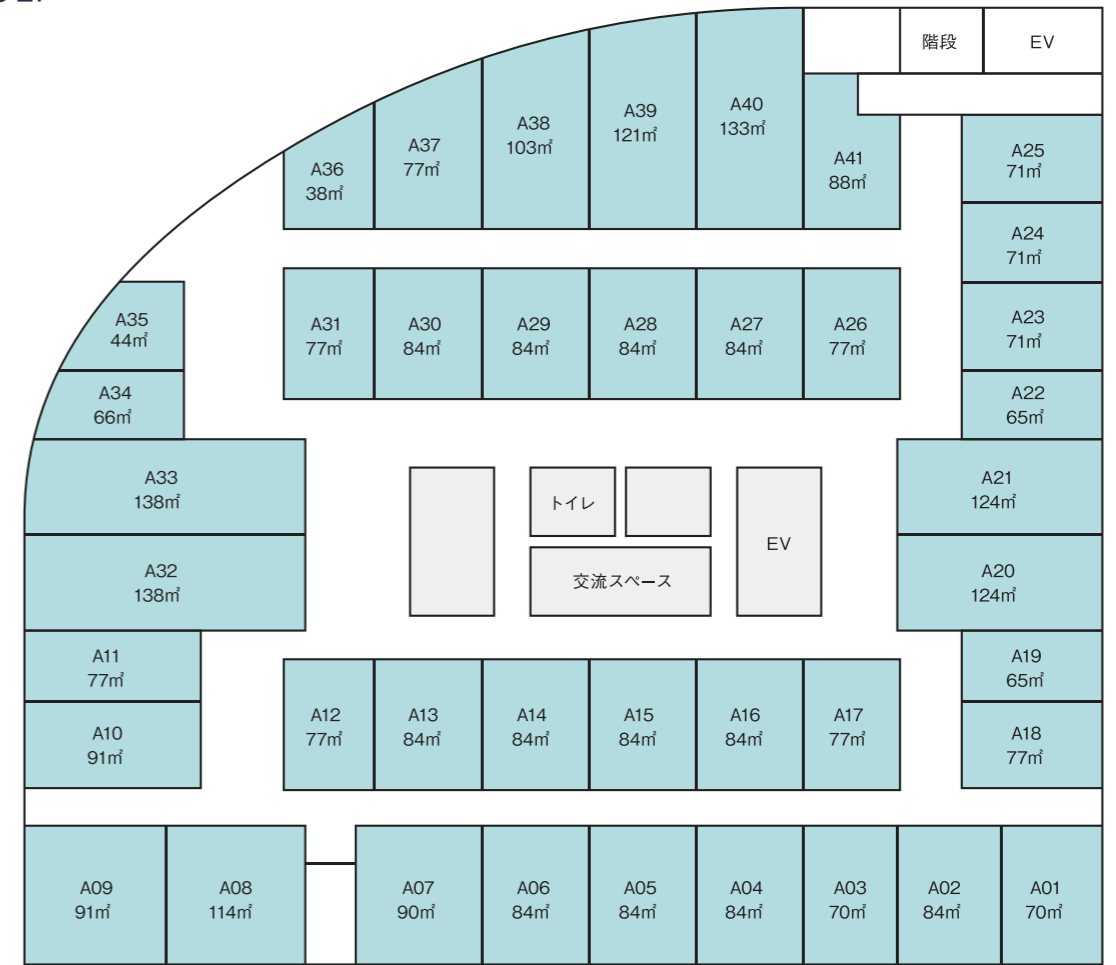 階段
EV
A40
133㎡
A39
121㎡
A38
103㎡
A37
77㎡
A36
38㎡
A41
88㎡
A25
71㎡
A24
71㎡
A35
44㎡
A31
77㎡
A30
84㎡
A29
84㎡
A28
84㎡
A27
84㎡
A26
77㎡
A23
71㎡
A34
66㎡
A22
65㎡
A33
138㎡
トイレ
EV
交流スペース
A21
124㎡
A32
138㎡
A20
124㎡
A11
77㎡
A19
65㎡
A10
91㎡
A12
77㎡
A13
84㎡
A14
84㎡
A15
84㎡
A16
84㎡
A17
77㎡
A18
77㎡
A09
91㎡
A08
114㎡
A07
90㎡
A06
84㎡
A05
84㎡
A04
84㎡
A03
70㎡
A02
84㎡
A01
70㎡